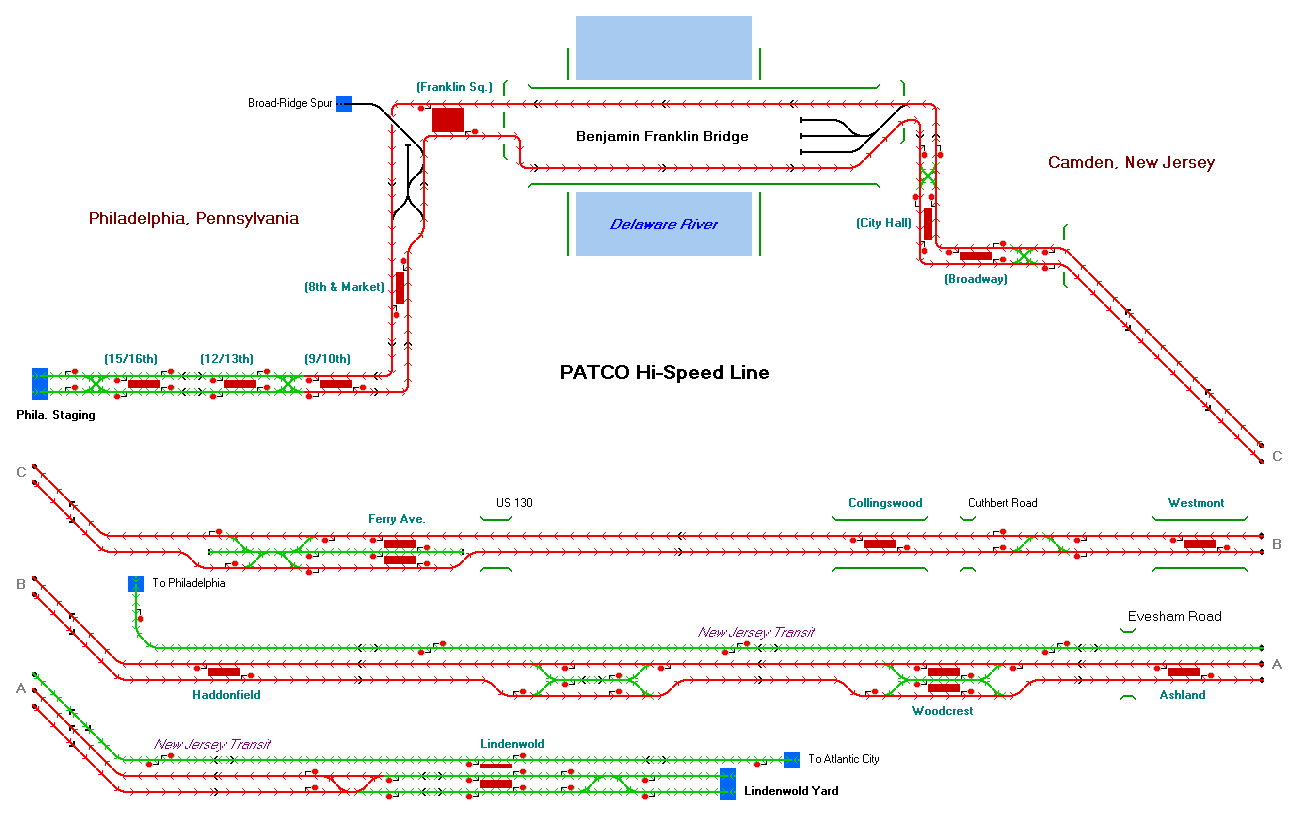 (Franklin Sq.)
Broad-Ridge Spur
Benjamin Franklin Bridge
Camden, New Jersey
Philadelphia, Pennsylvania
Delaware River
(City Hall)
(8th & Market)
(Broadway)
(15/16th)
(12/13th)
(9/10th)
PATCO Hi-Speed Line
Phila. Staging
C
C
US 130
Collingswood
Cuthbert Road
Westmont
Ferry Ave.
B
B
To Philadelphia
Evesham Road
New Jersey Transit
A
A
Haddonfield
Woodcrest
Ashland
New Jersey Transit
Lindenwold
To Atlantic City
Lindenwold Yard